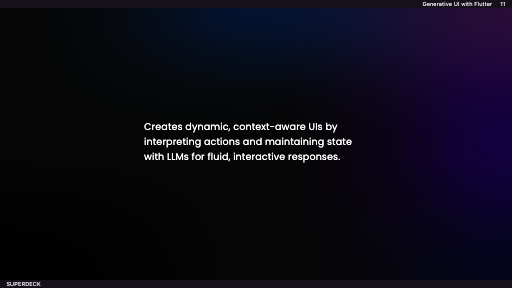 Generative UI with Flutter 11
Creates dynamic, context-aware UIs by
interpreting actions and maintaining state
with LLMs for fluid, interactive responses.
SUPERDECK